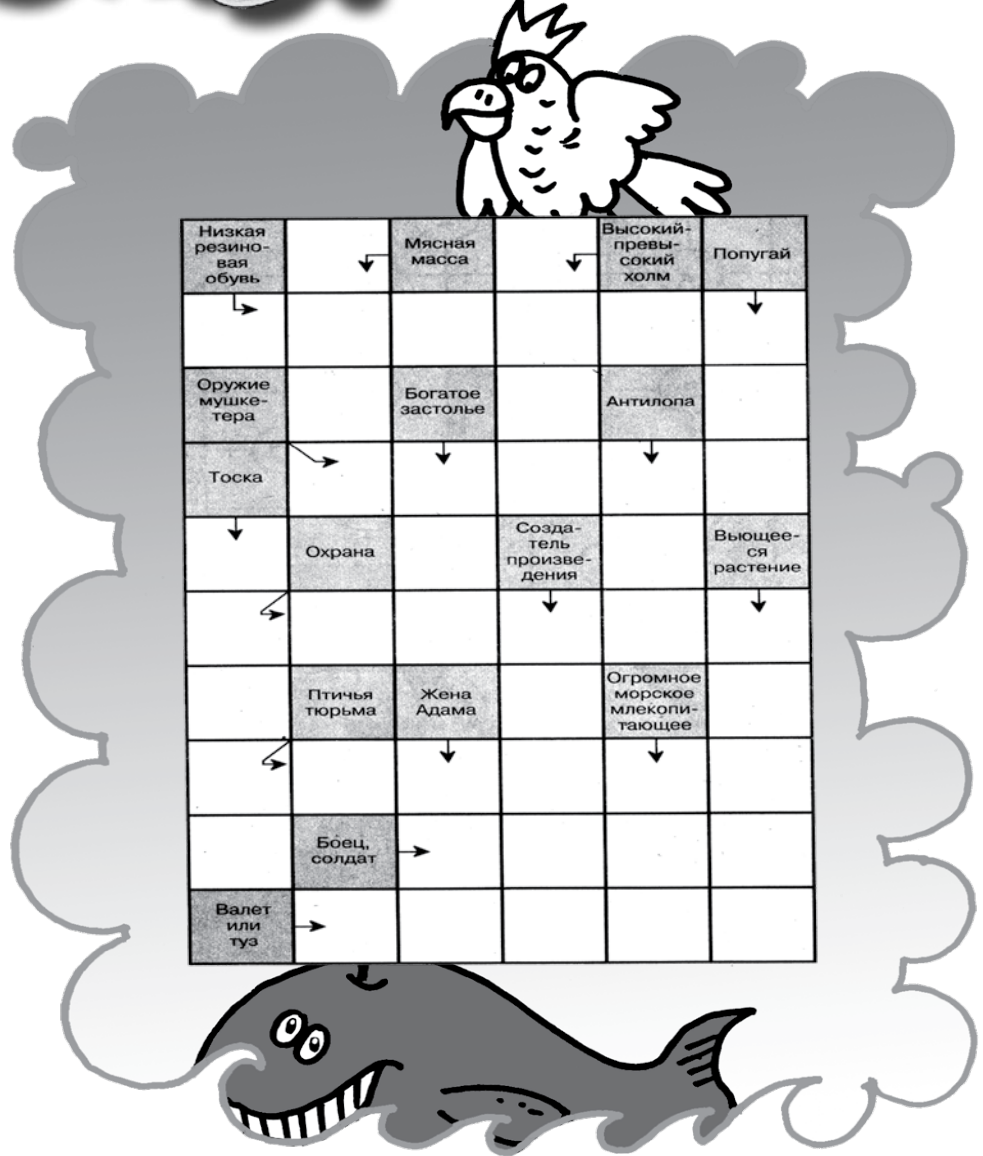 Низкая
резино-
вая
обувь
Мясная
масса
Высокий-
превы-
сокий
холм
Попугай
Оружие
мушке-
тера
Богатое
застолье
Антилопа
Тоска
Охрана
Созда-
тель
произве-
дения
Вьющее-
ся
растение
Птичья
тюрьма
Жена
Адама
Огромное
морское
млекопи-
тающее
Боец,
солдат
Валет
или
туз